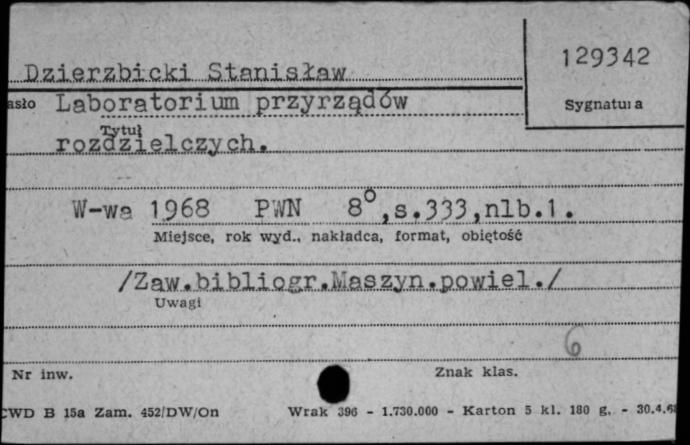 129342
Dzierzbicki Stanisław
asło Laboratorium przyrządów
Sygnatura
Tytuł
rozdzielczych.
W-wa 1968 PWN 8°,s.333,nlb.1.
Miejsce, rok wyd., nakładca, format, objętość
/Zaw.bibliogr.Maszyn.powiel./
Uwagi
6
Nr inw. Znak klas.
CWD B 15a Zam. 452/DW/On Wrak 396 - 1.730.000 - Karton 5 kl. 180 g. - 30.4.68